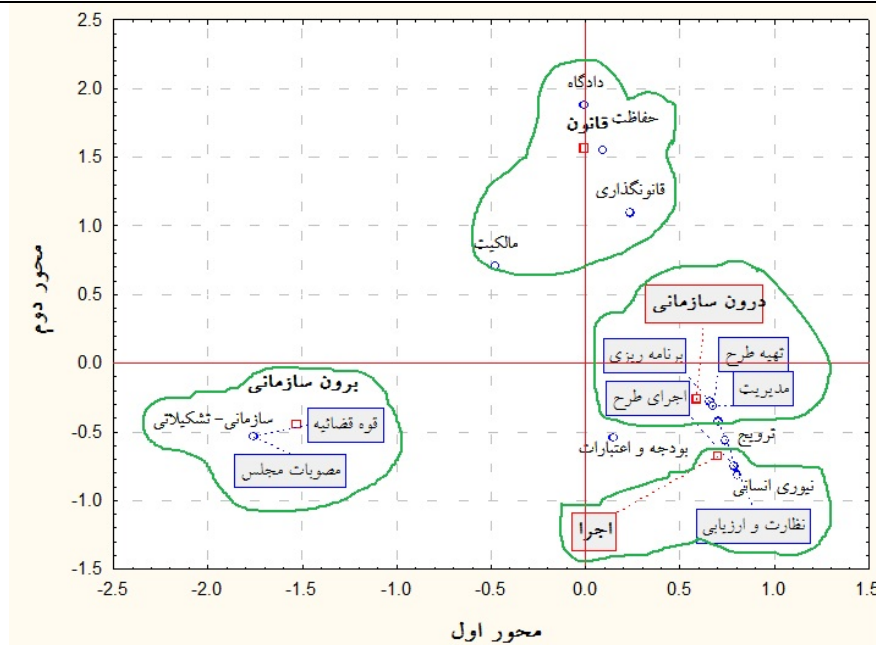 2.5
2.0
1.5
1.0
0.5
0.0
-0.5
-1.0
-1.5
محور دوم
دادگاه
حفاظت
قانون
قانونگذاری
مالکیت
درون سازمانی
برنامه ریزی
تهیه طرح
اجرای طرح
مدیریت
برون سازمانی
سازمانی- تشکیلاتی
قوه قضائیه
مصوبات مجلس
ترویج
بودجه و اعتبارات
نیوری انسانی
اجرا
نظارت و ارزیابی
-2.5 -2.0 -1.5 -1.0 -0.5 0.0 0.5 1.0 1.5
محور اول